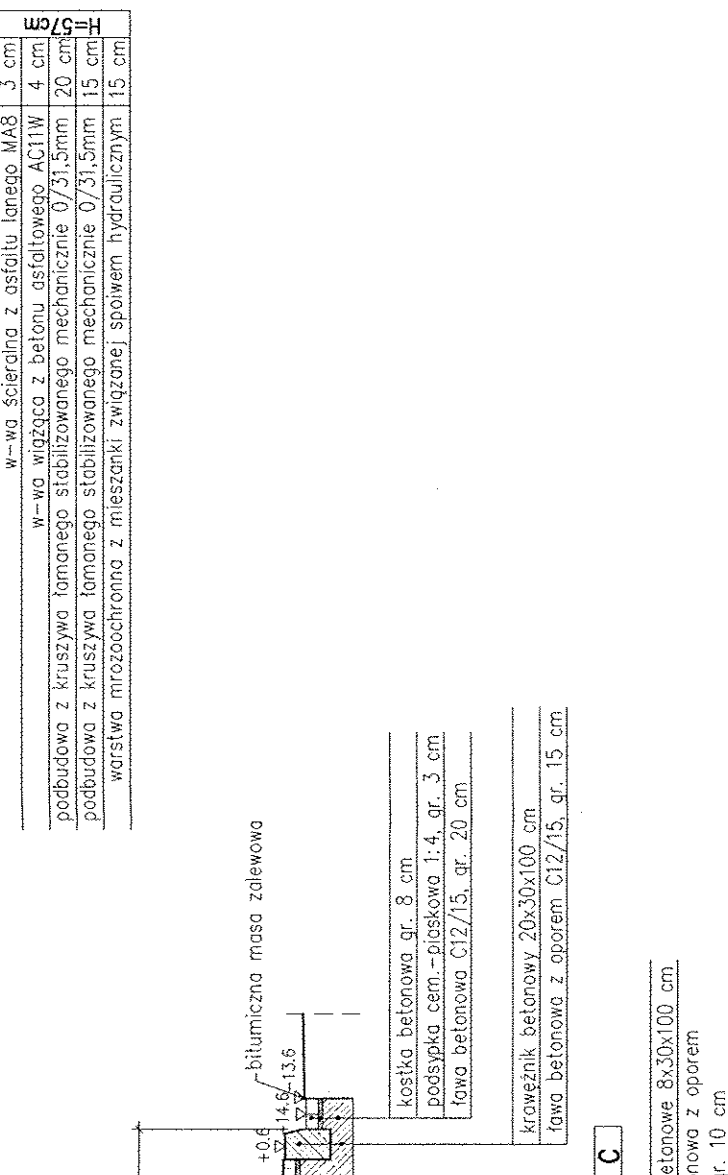 w-wa ścieralna z asfaltu lanego MA8 3 cm
w-wa wiążąca z betonu asfaltowego AC11W 4 cm
podbudowa z kruszywa łamanego stabilizowanego mechanicznie 0/31,5mm 20 cm
podbudowa z kruszywa łamanego stabilizowanego mechanicznie 0/31,5mm 15 cm
warstwa mrozoochronna z mieszanki związanej spoiwem hydraulicznym 15 cm
H=57cm
bitumiczna masa zalewowa
+0.6
-14.6
-13.6
kostka betonowa gr. 8 cm
podsypka cem.-piaskowa 1:4, gr. 3 cm
ława betonowa C12/15, gr. 20 cm
krawężnik betonowy 20x30x100 cm
ława betonowa z oporem C12/15, gr. 15 cm
C
etonowe 8x30x100 cm
nowa z oporem
r. 10 cm